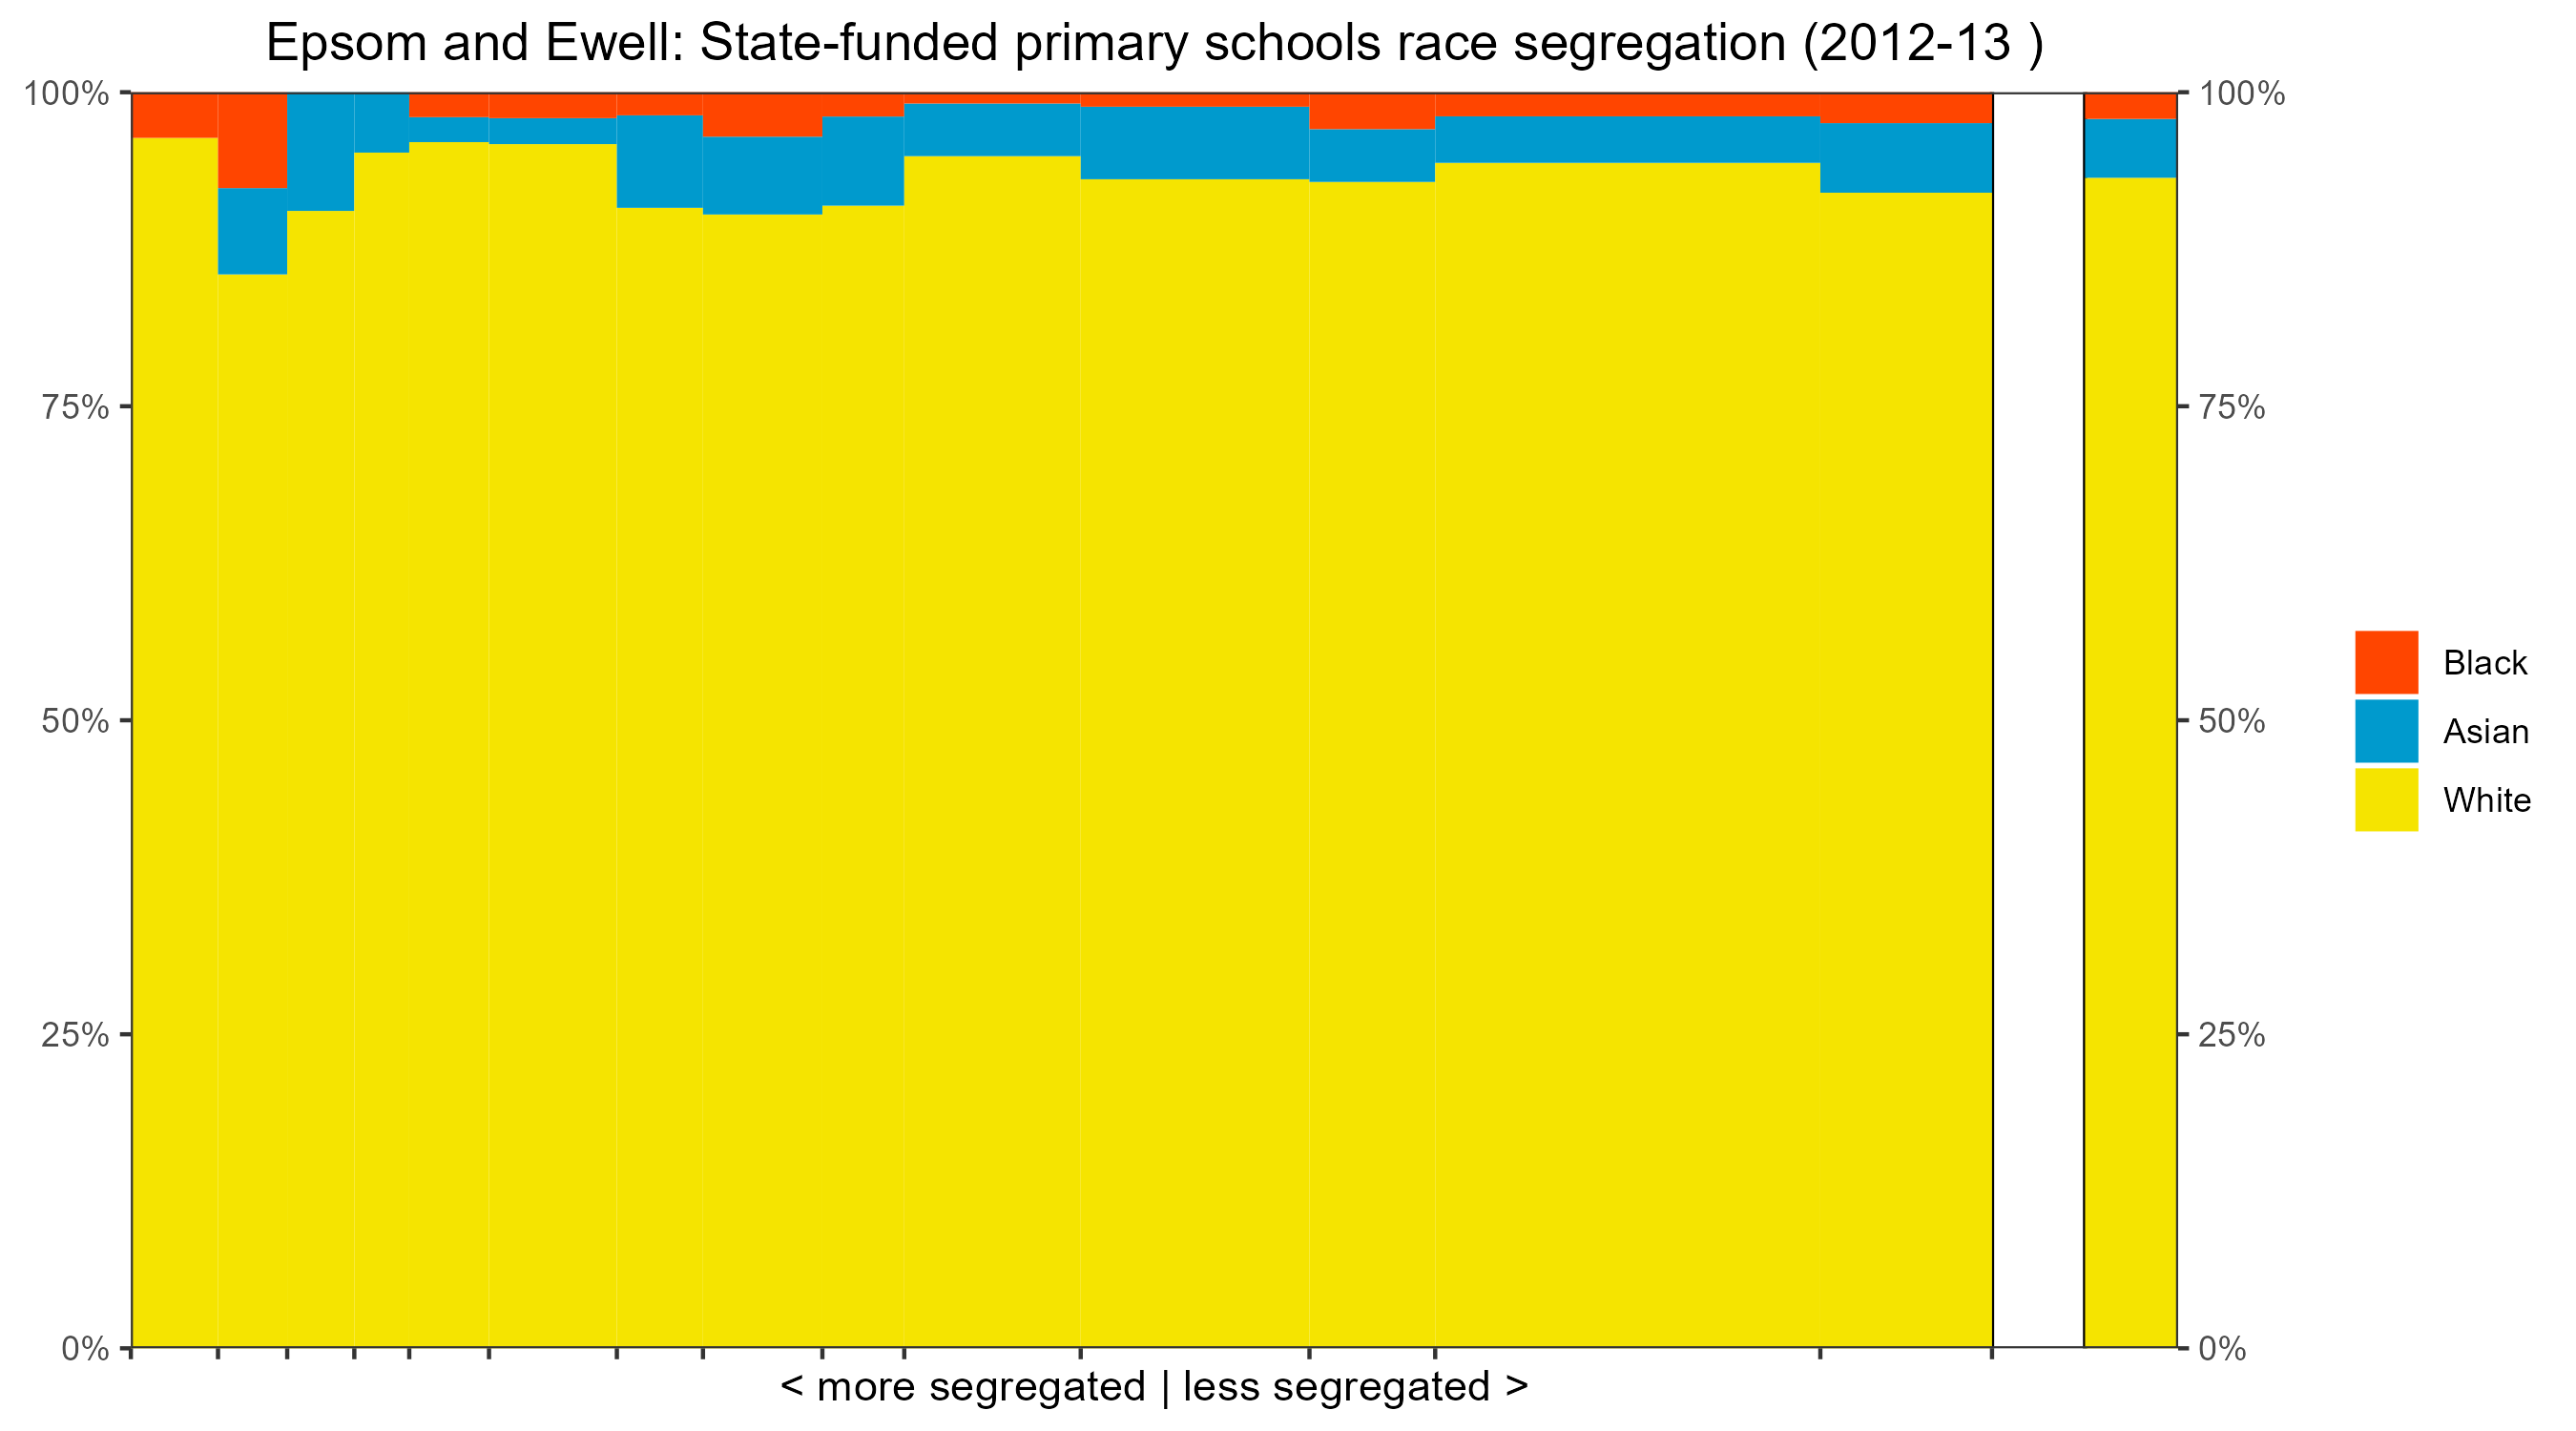 Epsom and Ewell: State-funded primary schools race segregation (2012-13 )
100%
75%
50%
25%
0%
100%
75%
50%
25%
0%
Black
Asian
White
< more segregated | less segregated >